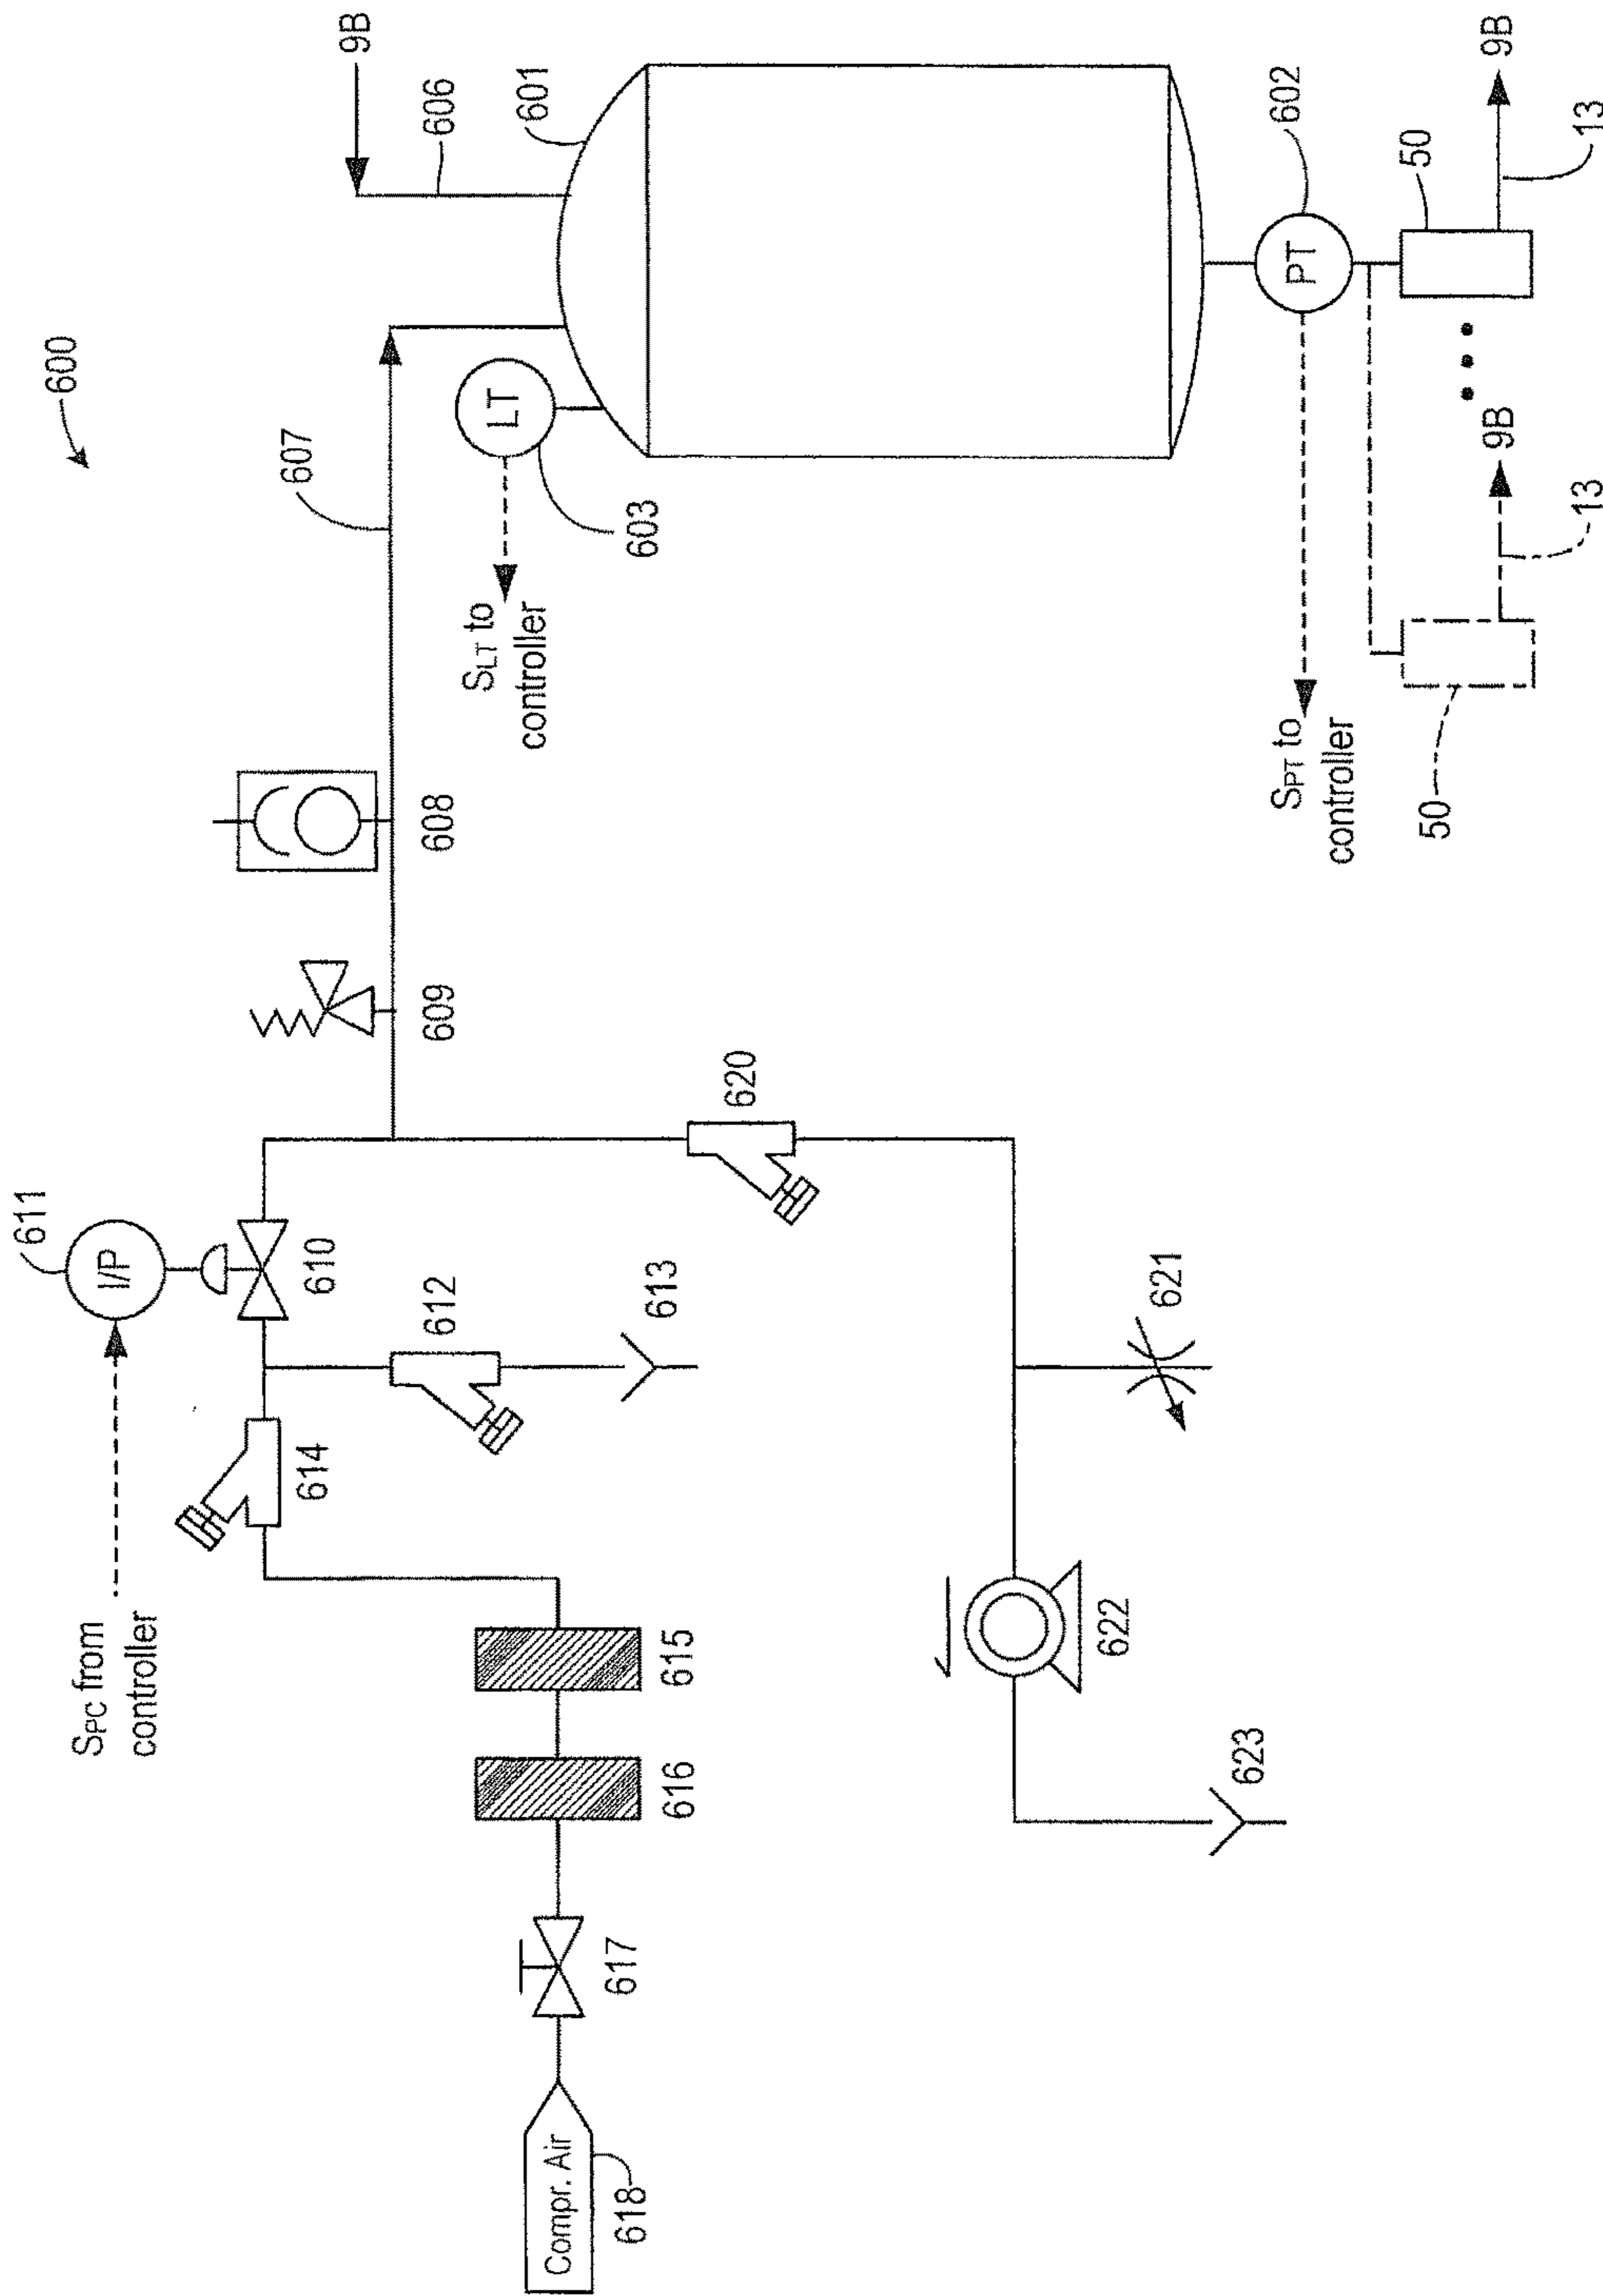 600
611
SPC from
controller
I/P
610
614
607
9B
606
608
609
612
LT
SLT to
controller
603
601
613
Compr. Air
618
617
616
615
620
622
621
623
SPT to
controller
PT
602
50
50
9B
9B
13
13